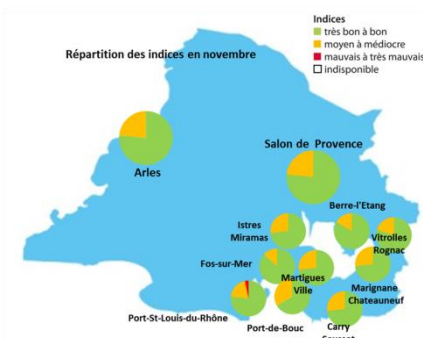 Indices
très bon à bon
moyen à médiocre
mauvais à très mauvais
indisponible
Répartition des indices en novembre
Salon de Provence
Arles
Berre-l'Etang
Istres
Miramas
Vitrolles
Rognac
Fos-sur-Mer
Martigues
Ville
Marignane
Chateauneuf
Port-St-Louis-du-Rhône
Port-de-Bouc
Carry
Sausset